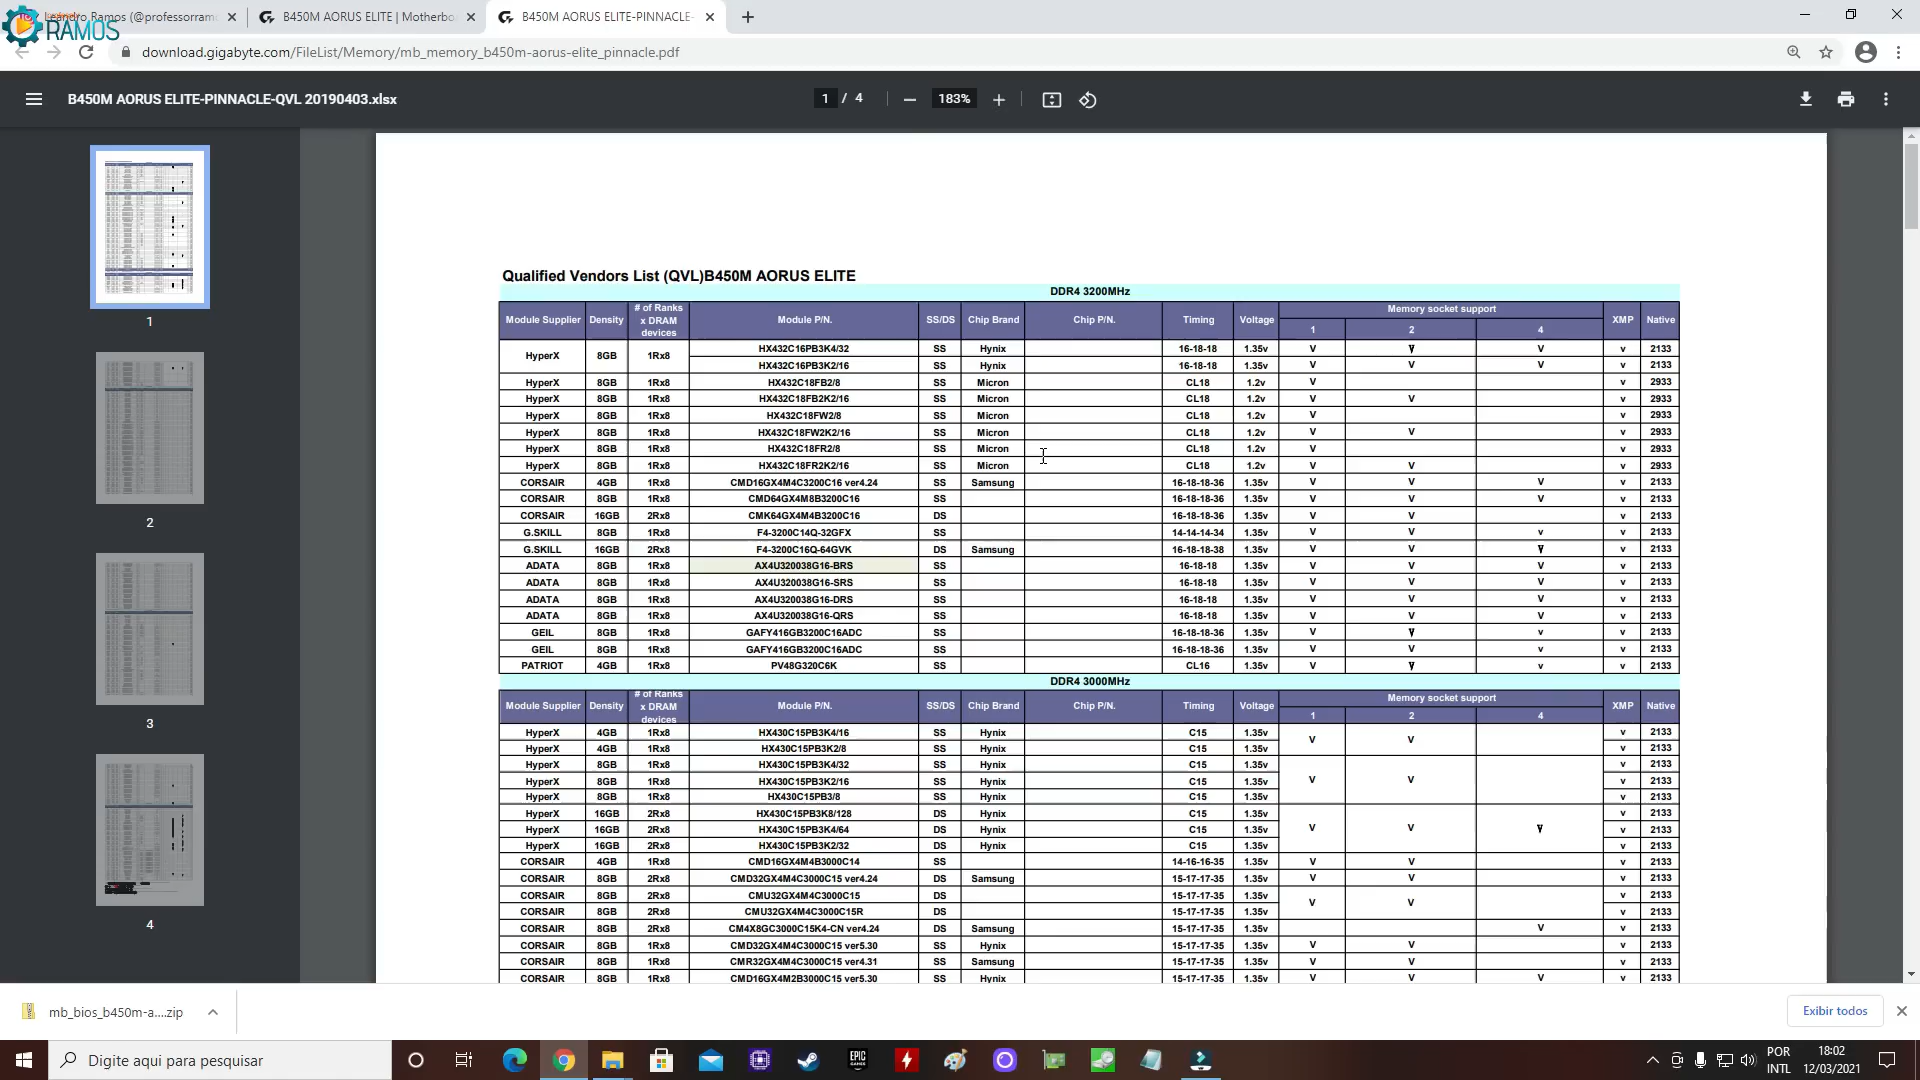 RAMOS
Leandro Ramos (@professorramo
B450M AORUS ELITE | Motherbo
B450M AORUS ELITE-PINNACLE-
download.gigabyte.com/FileList/Memory/mb_memory_b450m-aorus-elite_pinnacle.pdf
B450M AORUS ELITE-PINNACLE-QVL 20190403.xlsx
1 / 4
183%
1
2
3
4
Qualified Vendors List (QVL)B450M AORUS ELITE
DDR4 3200MHz
Module Supplier Density # of Ranks x DRAM devices Module P/N. SS/DS Chip Brand Chip P/N. Timing Voltage Memory socket support 1 2 4 XMP Native
HyperX 8GB 1Rx8 HX432C16PB3K4/32 SS Hynix 16-18-18 1.35v V V V v 2133
HX432C16PB3K2/16 SS Hynix 16-18-18 1.35v V V V v 2133
HyperX 8GB 1Rx8 HX432C18FB2/8 SS Micron CL18 1.2v V v 2933
HyperX 8GB 1Rx8 HX432C18FB2K2/16 SS Micron CL18 1.2v V V v 2933
HyperX 8GB 1Rx8 HX432C18FW2/8 SS Micron CL18 1.2v V v 2933
HyperX 8GB 1Rx8 HX432C18FW2K2/16 SS Micron CL18 1.2v V V v 2933
HyperX 8GB 1Rx8 HX432C18FR2/8 SS Micron CL18 1.2v V v 2933
HyperX 8GB 1Rx8 HX432C18FR2K2/16 SS Micron CL18 1.2v V V v 2933
CORSAIR 4GB 1Rx8 CMD16GX4M4C3200C16 ver4.24 SS Samsung 16-18-18-36 1.35v V V V v 2133
CORSAIR 8GB 1Rx8 CMD64GX4M8B3200C16 SS 16-18-18-36 1.35v V V V v 2133
CORSAIR 16GB 2Rx8 CMK64GX4M4B3200C16 DS 16-18-18-36 1.35v V V v 2133
G.SKILL 8GB 1Rx8 F4-3200C14Q-32GFX SS 14-14-14-34 1.35v V V v v 2133
G.SKILL 16GB 2Rx8 F4-3200C16Q-64GVK DS Samsung 16-18-18-38 1.35v V V V v 2133
ADATA 8GB 1Rx8 AX4U320038G16-BRS SS 16-18-18 1.35v V V V v 2133
ADATA 8GB 1Rx8 AX4U320038G16-SRS SS 16-18-18 1.35v V V V v 2133
ADATA 8GB 1Rx8 AX4U320038G16-DRS SS 16-18-18 1.35v V V V v 2133
ADATA 8GB 1Rx8 AX4U320038G16-QRS SS 16-18-18 1.35v V V V v 2133
GEIL 8GB 1Rx8 GAFY416GB3200C16ADC SS 16-18-18-36 1.35v V V v v 2133
GEIL 8GB 1Rx8 GAFY416GB3200C16ADC SS 16-18-18-36 1.35v V V v v 2133
PATRIOT 4GB 1Rx8 PV48G320C6K SS CL16 1.35v V V v v 2133
DDR4 3000MHz
Module Supplier Density # of Ranks x DRAM devices Module P/N. SS/DS Chip Brand Chip P/N. Timing Voltage Memory socket support 1 2 4 XMP Native
HyperX 4GB 1Rx8 HX430C15PB3K4/16 SS Hynix C15 1.35v V V v 2133
HyperX 4GB 1Rx8 HX430C15PB3K2/8 SS Hynix C15 1.35v v 2133
HyperX 8GB 1Rx8 HX430C15PB3K4/32 SS Hynix C15 1.35v v 2133
HyperX 8GB 1Rx8 HX430C15PB3K2/16 SS Hynix C15 1.35v V V v 2133
HyperX 8GB 1Rx8 HX430C15PB3/8 SS Hynix C15 1.35v v 2133
HyperX 16GB 2Rx8 HX430C15PB3K8/128 DS Hynix C15 1.35v v 2133
HyperX 16GB 2Rx8 HX430C15PB3K4/64 DS Hynix C15 1.35v V V V v 2133
HyperX 16GB 2Rx8 HX430C15PB3K2/32 DS Hynix C15 1.35v v 2133
CORSAIR 4GB 1Rx8 CMD16GX4M4B3000C14 SS 14-16-16-35 1.35v V V v 2133
CORSAIR 8GB 2Rx8 CMD32GX4M4C3000C15 ver4.24 DS Samsung 15-17-17-35 1.35v V V v 2133
CORSAIR 8GB 2Rx8 CMU32GX4M4C3000C15 DS 15-17-17-35 1.35v V V v 2133
CORSAIR 8GB 2Rx8 CMU32GX4M4C3000C15R DS 15-17-17-35 1.35v v 2133
CORSAIR 8GB 2Rx8 CM4X8GC3000C15K4-CN ver4.24 DS Samsung 15-17-17-35 1.35v V v 2133
CORSAIR 8GB 1Rx8 CMD32GX4M4C3000C15 ver5.30 SS Hynix 15-17-17-35 1.35v V V v 2133
CORSAIR 8GB 1Rx8 CMR32GX4M4C3000C15 ver4.31 SS Samsung 15-17-17-35 1.35v V V v 2133
CORSAIR 8GB 1Rx8 CMD16GX4M2B3000C15 ver5.30 SS Hynix 15-17-17-35 1.35v V V V v 2133
mb_bios_b450m-a....zip
Exibir todos
Digite aqui para pesquisar
EPIC GAMES
POR
INTL
18:02
12/03/2021